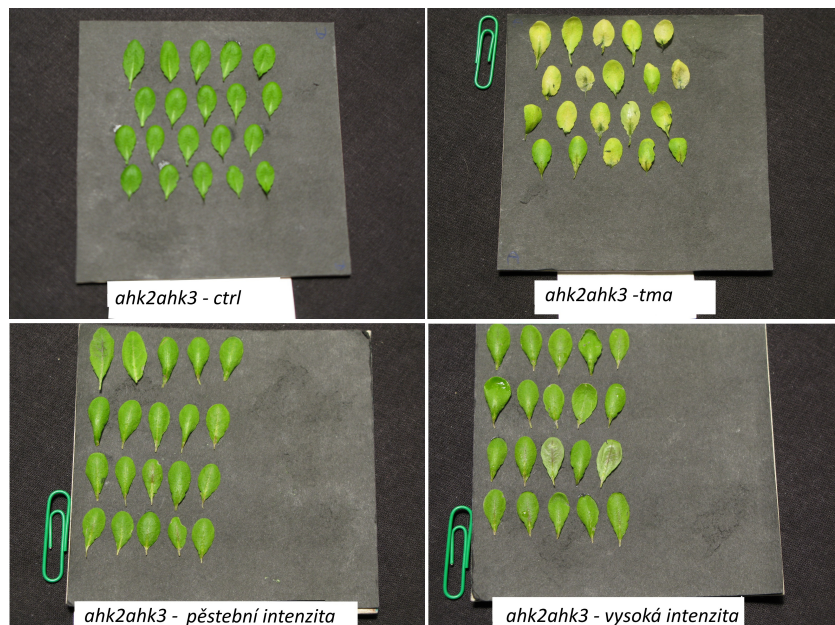 ahk2ahk3 - ctrl
ahk2ahk3 -tma
ahk2ahk3 - pěstební intenzita
ahk2ahk3 - vysoká intenzita